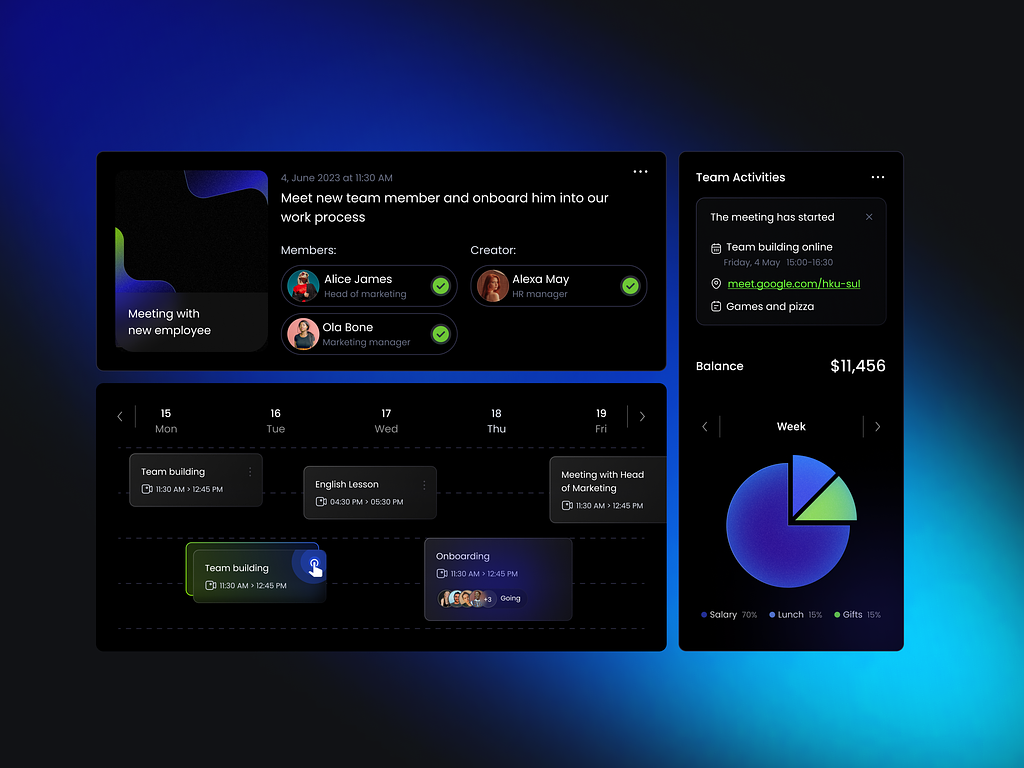 Meeting with
new employee
4, June 2023 at 11:30 AM
Meet new team member and onboard him into our
work process
Members:
Alice James
Head of marketing
Ola Bone
Marketing manager
Creator:
Alexa May
HR manager
15
Mon
16
Tue
17
Wed
18
Thu
19
Fri
Team building
11:30 AM > 12:45 PM
English Lesson
04:30 PM > 05:30 PM
Meeting with Head
of Marketing
11:30 AM > 12:45 PM
Team building
11:30 AM > 12:45 PM
Onboarding
11:30 AM > 12:45 PM
+3 Going
Team Activities
The meeting has started
Team building online
Friday, 4 May 15:00-16:30
meet.google.com/hku-sul
Games and pizza
Balance $11,456
Week
Salary 70% Lunch 15% Gifts 15%